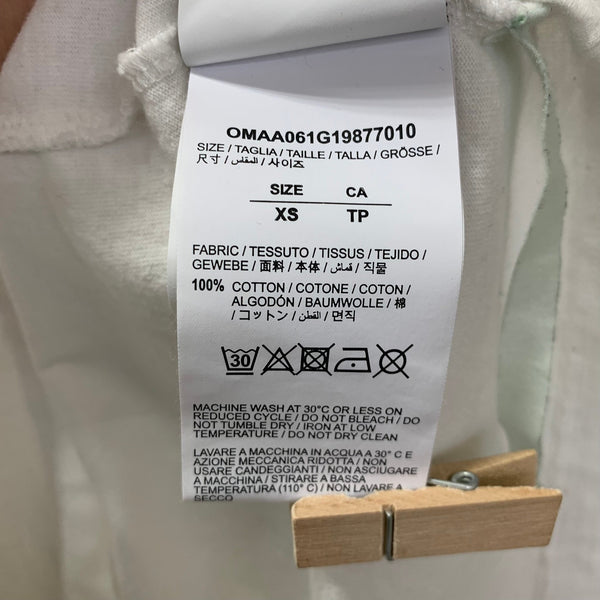 OMAA061G19877010
SIZE / TAGLIA / TAILLE / TALLA / GRÖSSE /
尺寸 / المقاس / 사이즈
SIZE CA
XS TP
FABRIC / TESSUTO / TISSUS / TEJIDO /
GEWEBE / 面料 / 本体 / قماش / 직물
100% COTTON / COTONE / COTON /
ALGODÓN / BAUMWOLLE / 棉
/ コットン / القطن / 면직
30
MACHINE WASH AT 30°C OR LESS ON
REDUCED CYCLE / DO NOT BLEACH / DO
NOT TUMBLE DRY / IRON AT LOW
TEMPERATURE / DO NOT DRY CLEAN
LAVARE A MACCHINA IN ACQUA A 30° C E
AZIONE MECCANICA RIDOTTA / NON
USARE CANDEGGIANTI / NON ASCIUGARE
A MACCHINA / STIRARE A BASSA
TEMPERATURA (110° C) / NON LAVARE A
SECCO